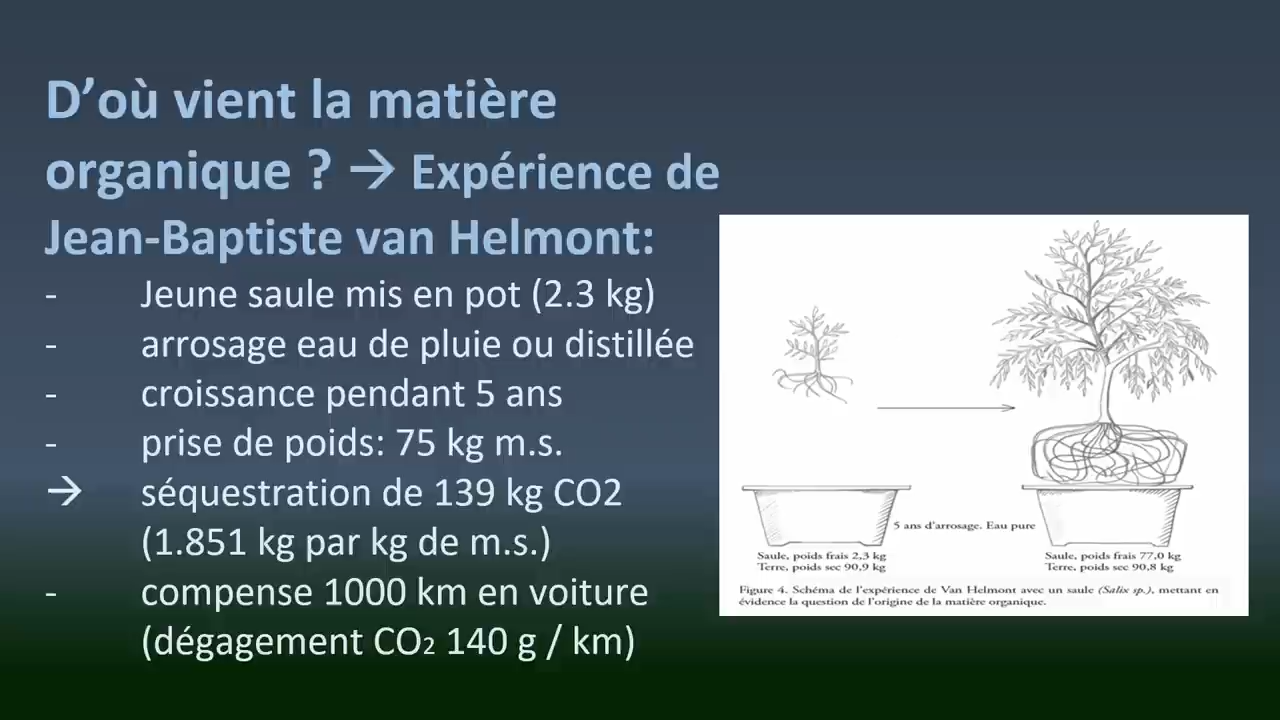 D’où vient la matière
organique ? → Expérience de
Jean-Baptiste van Helmont:
- Jeune saule mis en pot (2.3 kg)
- arrosage eau de pluie ou distillée
- croissance pendant 5 ans
- prise de poids: 75 kg m.s.
→ séquestration de 139 kg CO2
(1.851 kg par kg de m.s.)
- compense 1000 km en voiture
(dégagement CO2 140 g / km)
5 ans d'arrosage. Eau pure
Saule, poids frais 2,3 kg
Terre, poids sec 90,9 kg
Saule, poids frais 77,0 kg
Terre, poids sec 90,8 kg
Figure 4. Schéma de l'expérience de Van Helmont avec un saule (Salix sp.), mettant en
évidence la question de l'origine de la matière organique.